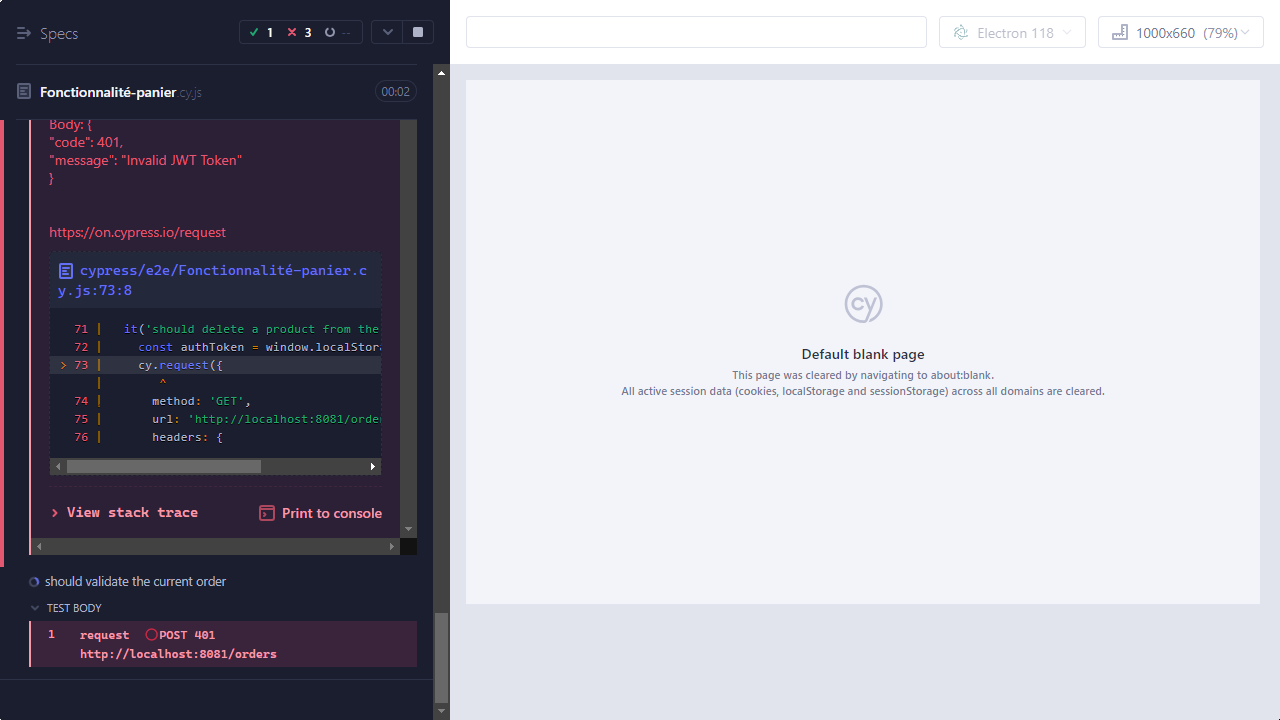 Specs
1 3 --
Electron 118
1000x660 (79%)
Fonctionnalité-panier.cy.js
00:02
Body: {
"code": 401,
"message": "Invalid JWT Token"
}
https://on.cypress.io/request
cypress/e2e/Fonctionnalité-panier.c
y.js:73:8
71 | it('should delete a product from the
72 | const authToken = window.localStora
> 73 | cy.request({
| ^
74 | method: 'GET',
75 | url: 'http://localhost:8081/order
76 | headers: {
View stack trace
Print to console
should validate the current order
TEST BODY
1 request POST 401
http://localhost:8081/orders
cy
Default blank page
This page was cleared by navigating to about:blank.
All active session data (cookies, localStorage and sessionStorage) across all domains are cleared.